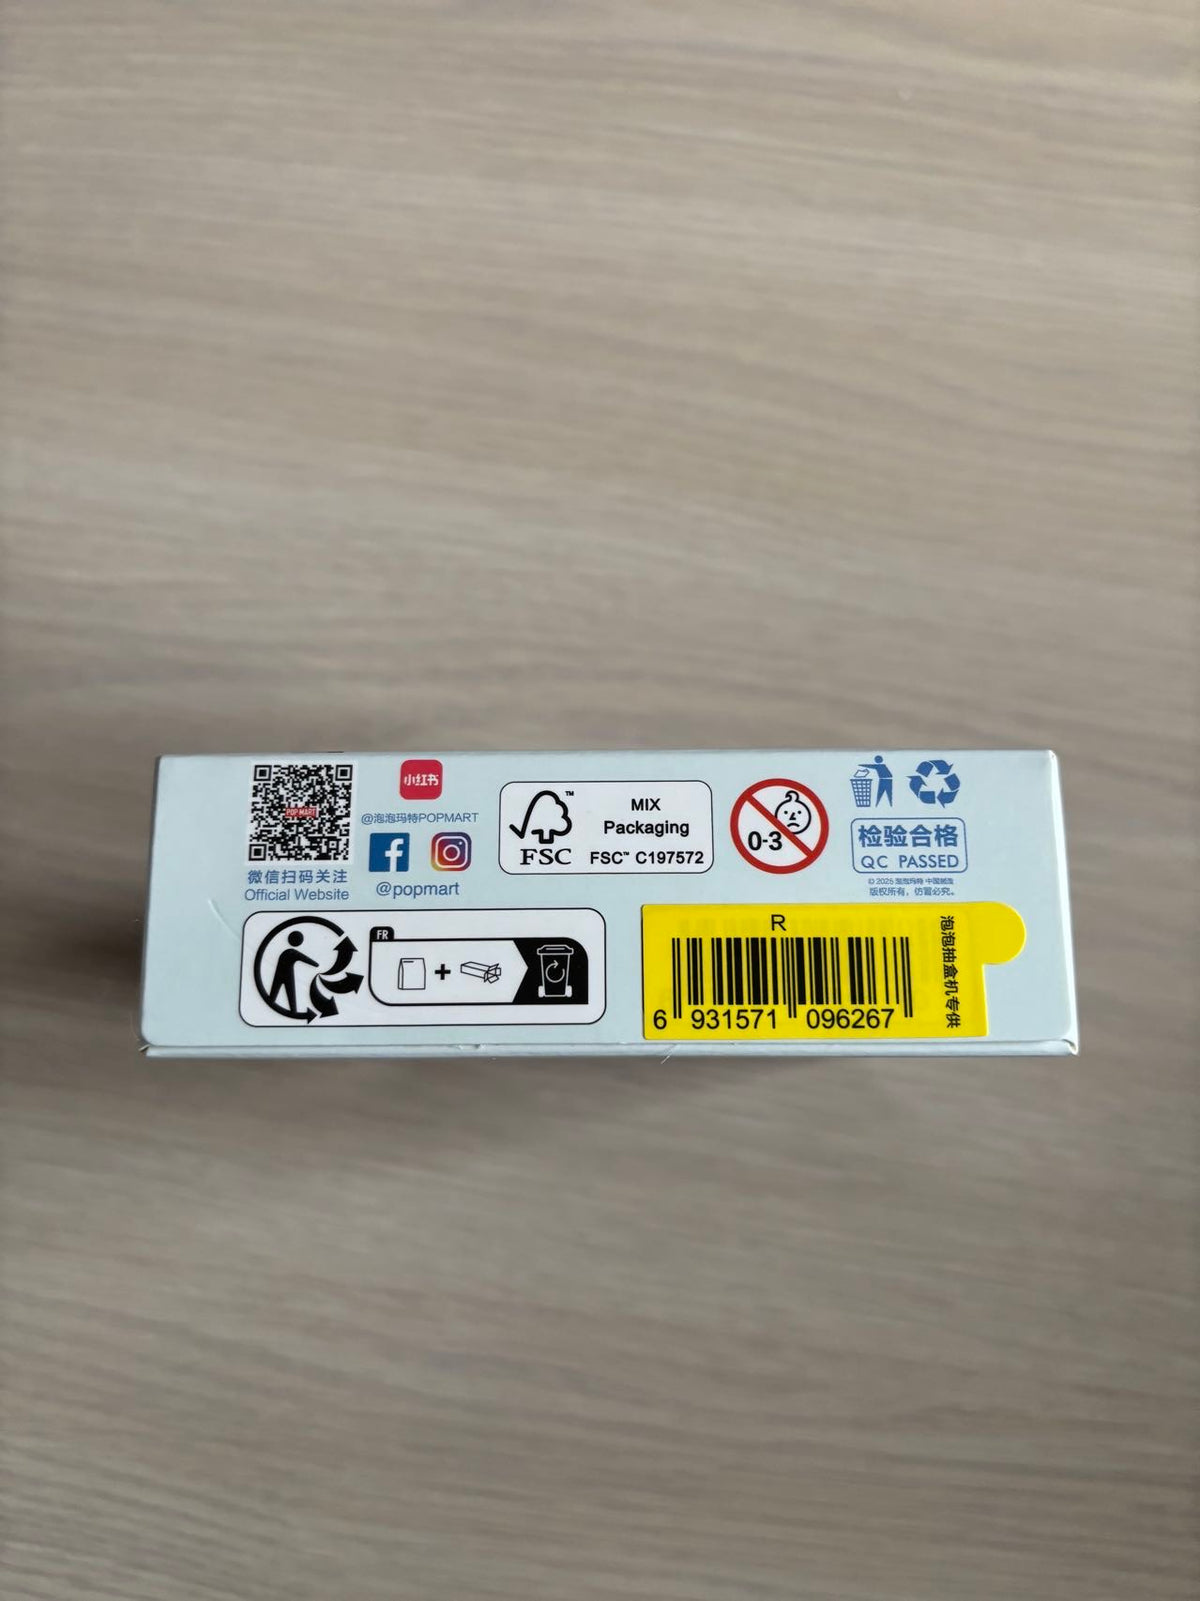 POP MART
微信扫码关注
Official Website
小红书
@泡泡玛特POPMART
@popmart
FSC
™
MIX
Packaging
FSC™ C197572
0-3
检验合格
QC PASSED
© 2025 泡泡玛特 中国制造
版权所有，仿冒必究。
FR
+
R
6 931571 096267
泡泡抽盒机专供